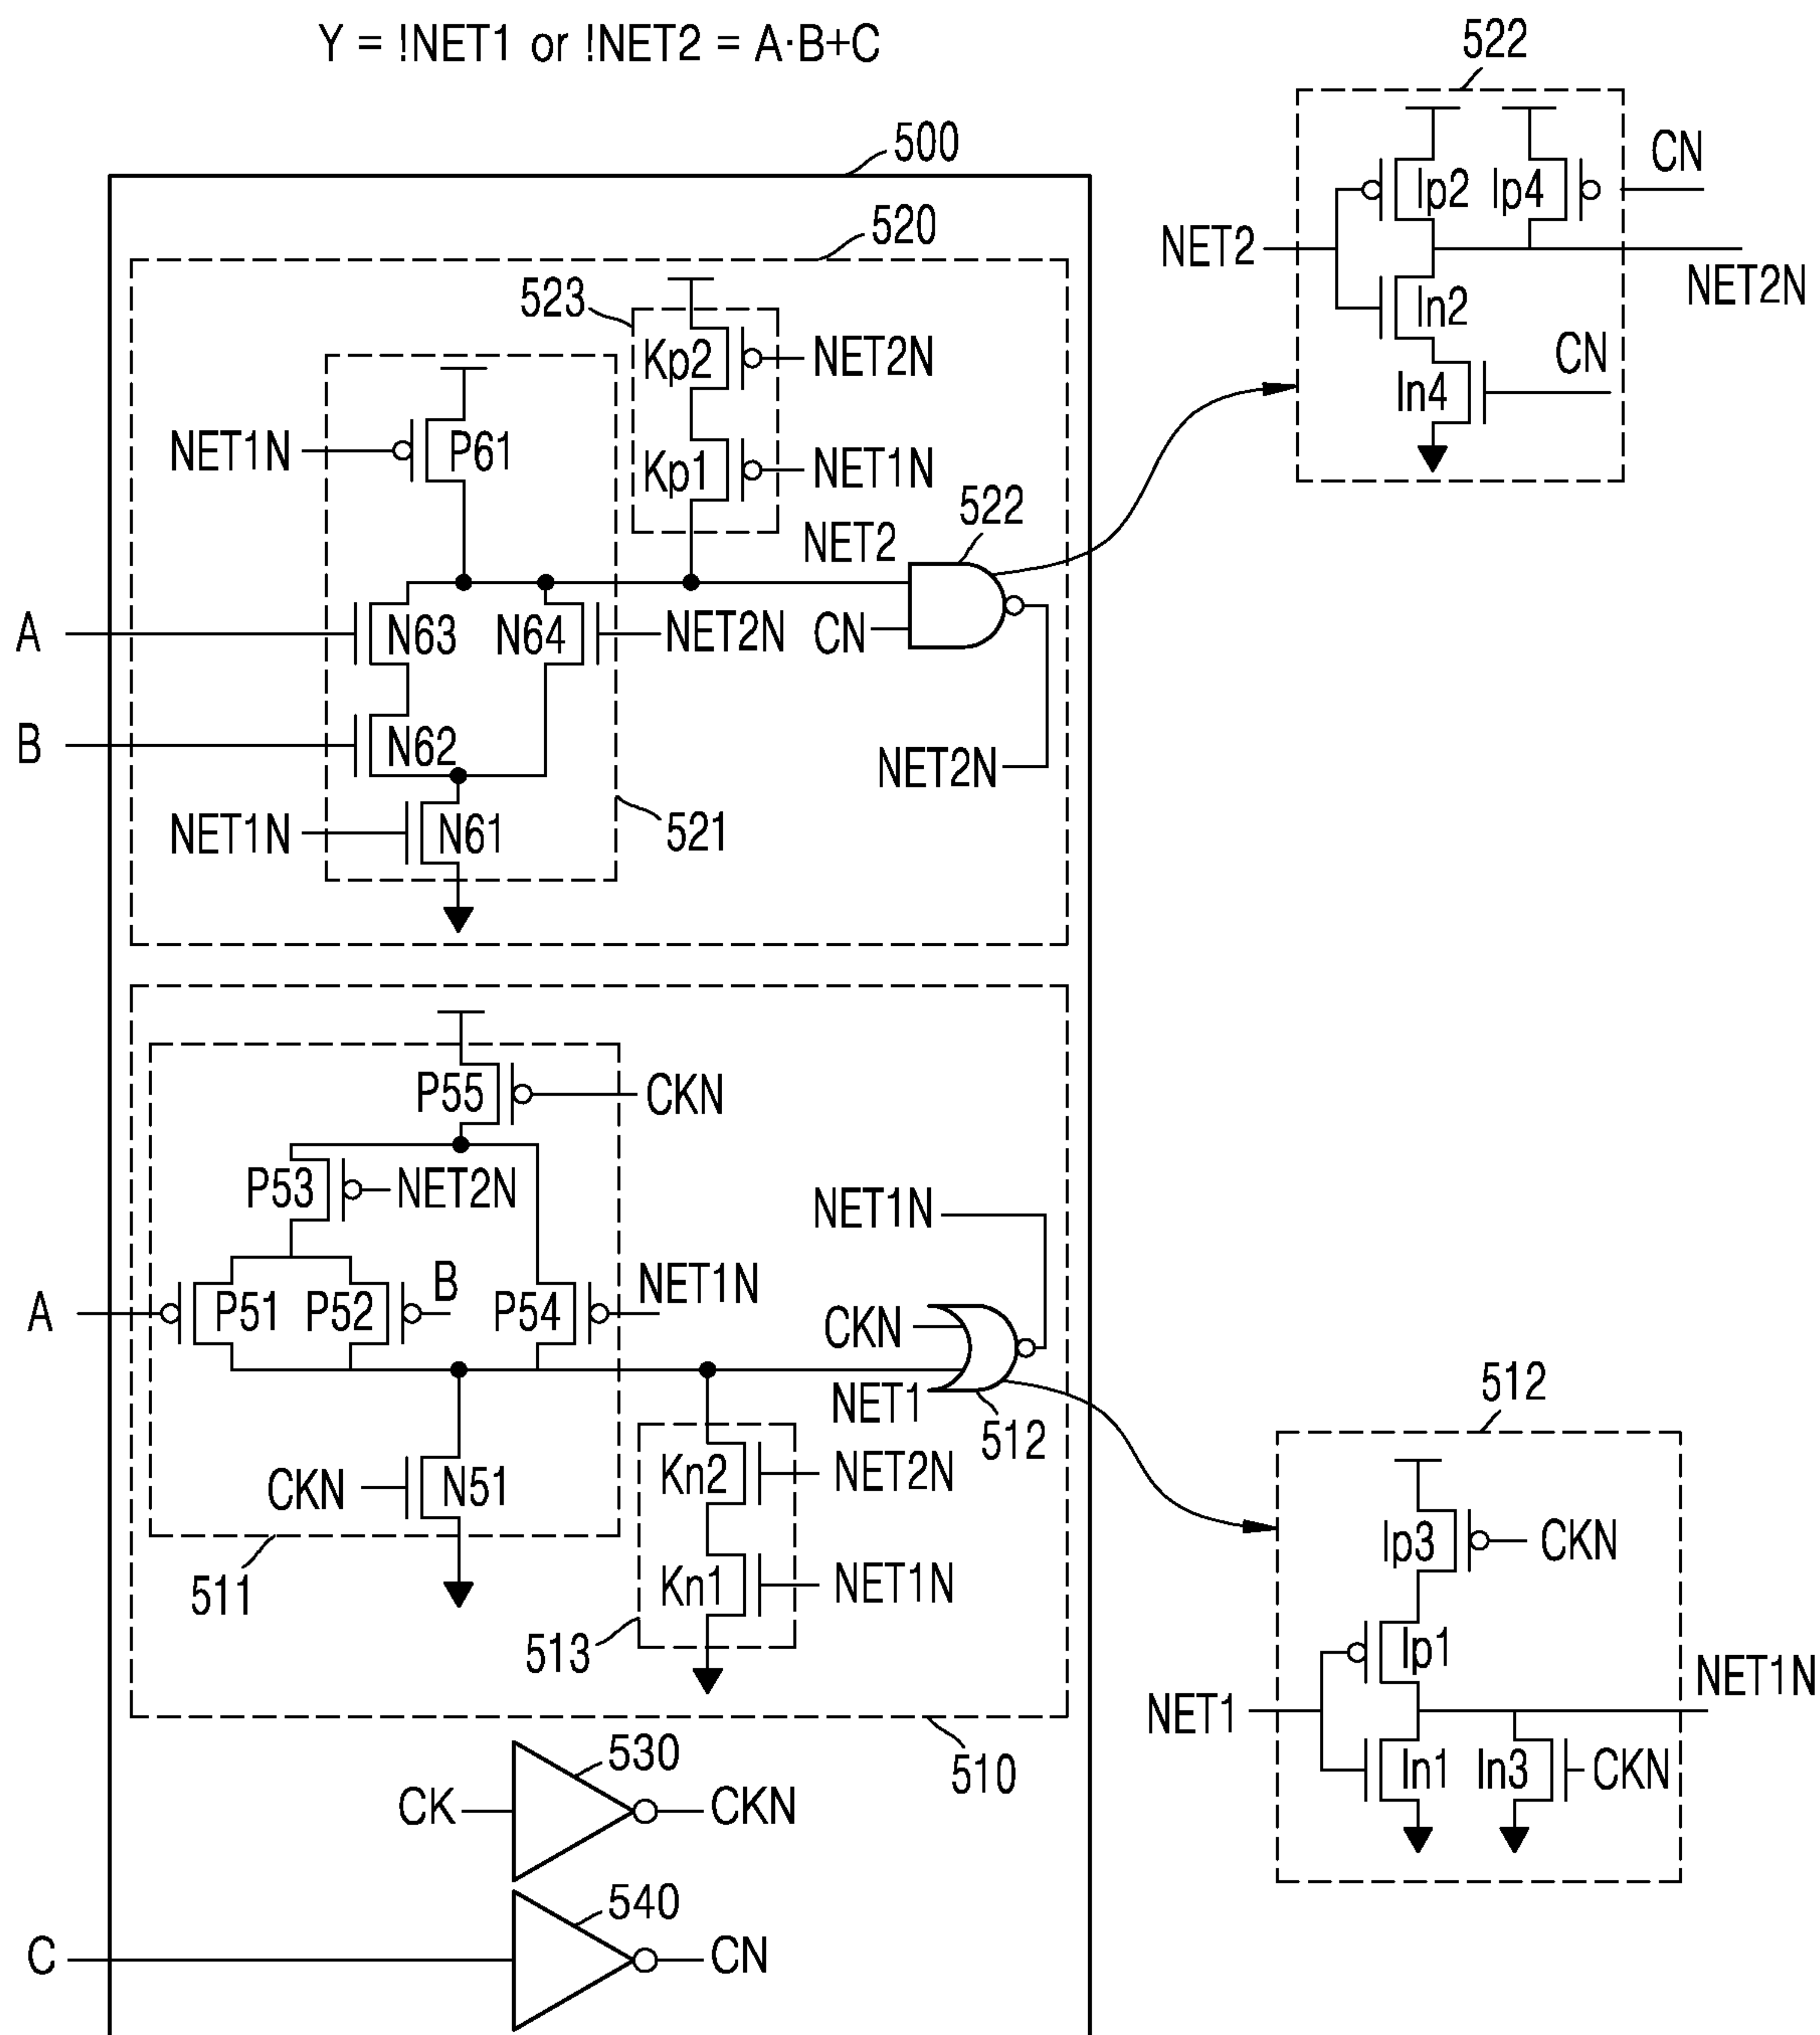 Y = !NET1 or !NET2 = A·B+C
500
520
523
Kp2
NET2N
NET1N
P61
Kp1
NET1N
NET2
522
A
N63
N64
NET2N
CN
B
N62
NET2N
NET1N
N61
521
522
Ip2
Ip4
CN
NET2
NET2N
In2
CN
In4
P55
CKN
P53
NET2N
NET1N
A
P51
P52
B
P54
NET1N
CKN
NET1
512
CKN
N51
Kn2
NET2N
511
Kn1
NET1N
513
510
512
Ip3
CKN
Ip1
NET1
NET1N
In1
In3
CKN
530
CK
CKN
540
C
CN